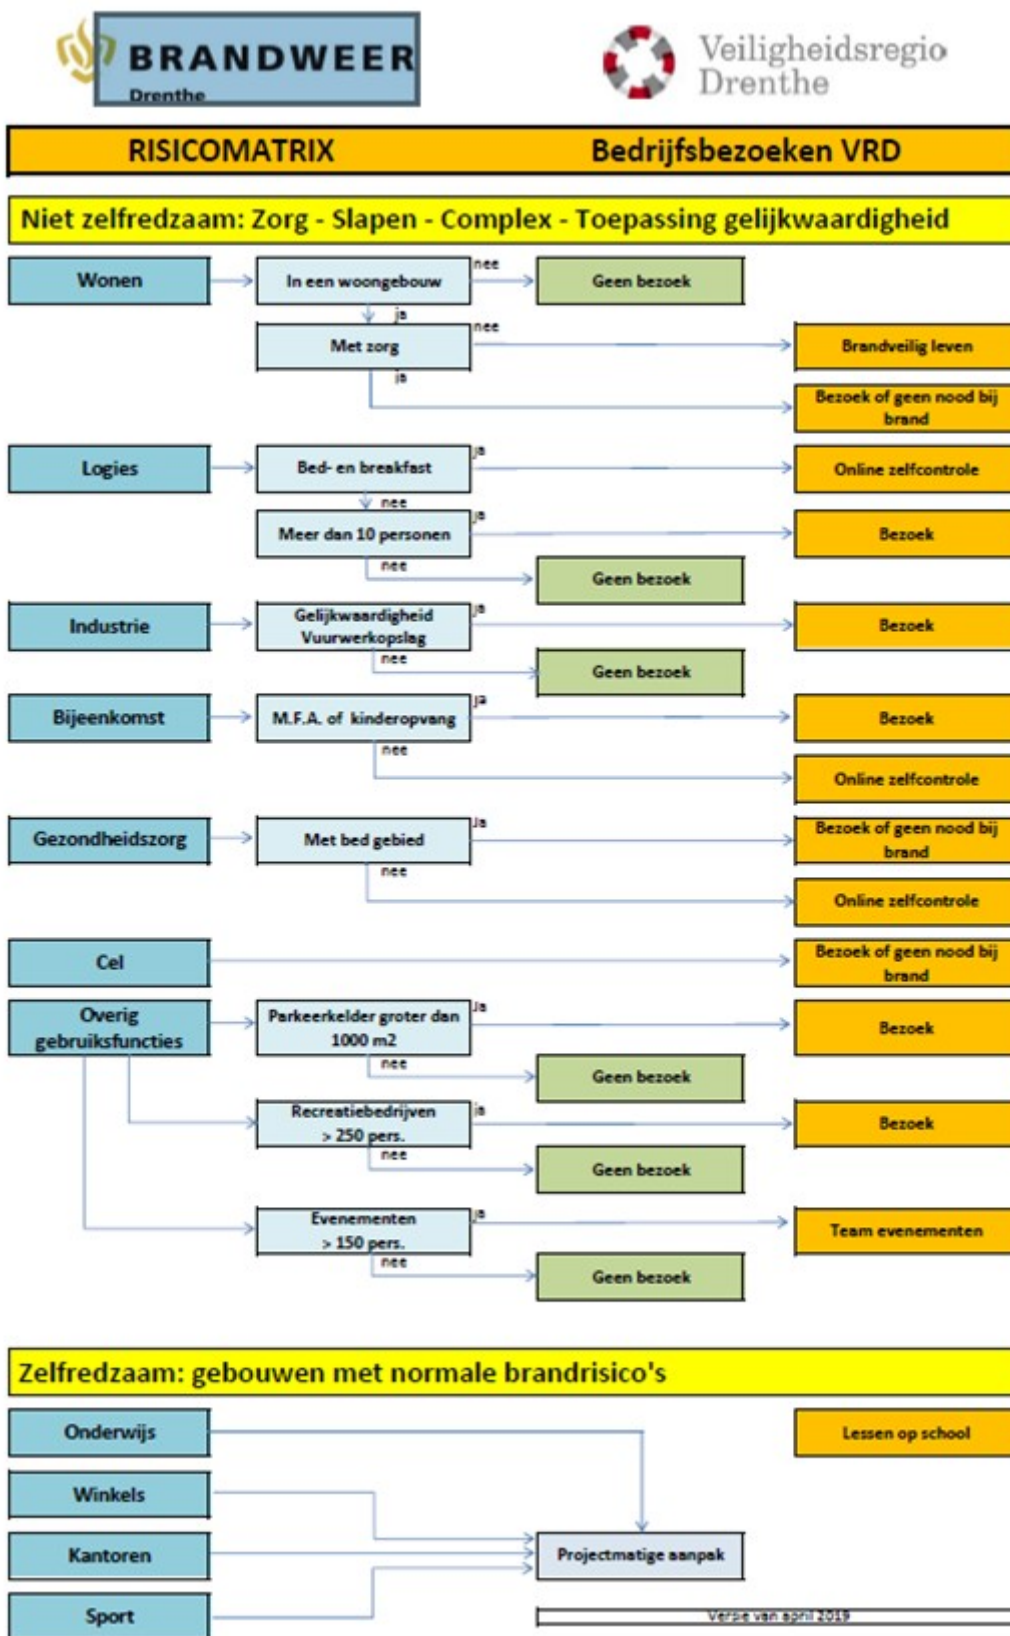 BRANDWEER
Drenthe
Veiligheidsregio
Drenthe
RISICOMATRIX Bedrijfsbezoeken VRD
Niet zelfredzaam: Zorg - Slapen - Complex - Toepassing gelijkwaardigheid
Wonen
In een woongebouw
nee
Geen bezoek
ja
Met zorg
nee
Brandveilig leven
ja
Bezoek of geen nood bij
brand
Logies
Bed- en breakfast
ja
Online zelfcontrole
nee
Meer dan 10 personen
ja
Bezoek
nee
Geen bezoek
Industrie
Gelijkwaardigheid
Vuurwerkopslag
ja
Bezoek
nee
Geen bezoek
Bijeenkomst
M.F.A. of kinderopvang
ja
Bezoek
nee
Online zelfcontrole
Gezondheidszorg
Met bed gebied
Ja
Bezoek of geen nood bij
brand
nee
Online zelfcontrole
Cel
Bezoek of geen nood bij
brand
Overig
gebruiksfuncties
Parkeerkelder groter dan
1000 m2
Ja
Bezoek
nee
Geen bezoek
Recreatiebedrijven
> 250 pers.
ja
Bezoek
nee
Geen bezoek
Evenementen
> 150 pers.
ja
Team evenementen
nee
Geen bezoek
Zelfredzaam: gebouwen met normale brandrisico's
Onderwijs
Lessen op school
Winkels
Kantoren
Projectmatige aanpak
Sport
Versie van april 2019